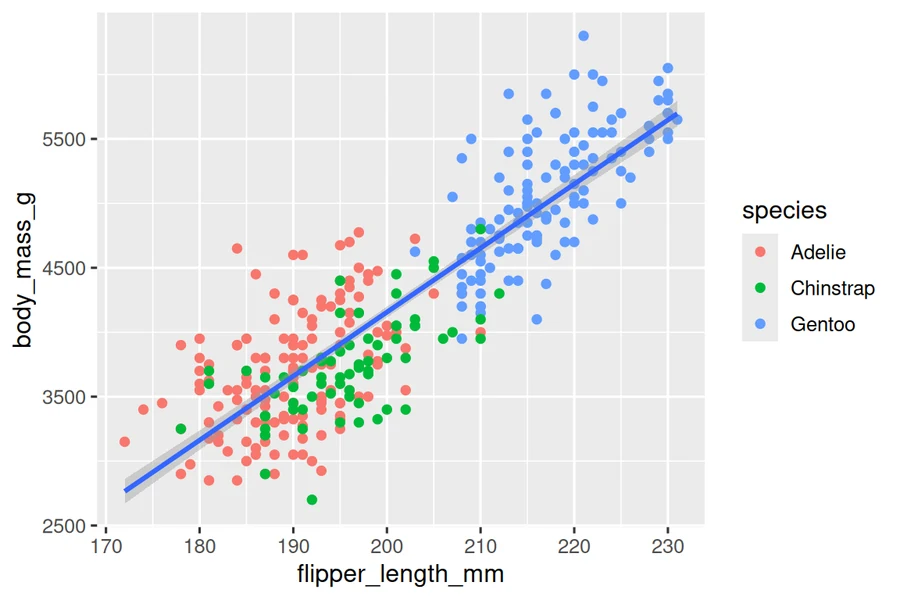 body_mass_g
5500
4500
3500
2500
170 180 190 200 210 220 230
flipper_length_mm
species
Adelie
Chinstrap
Gentoo